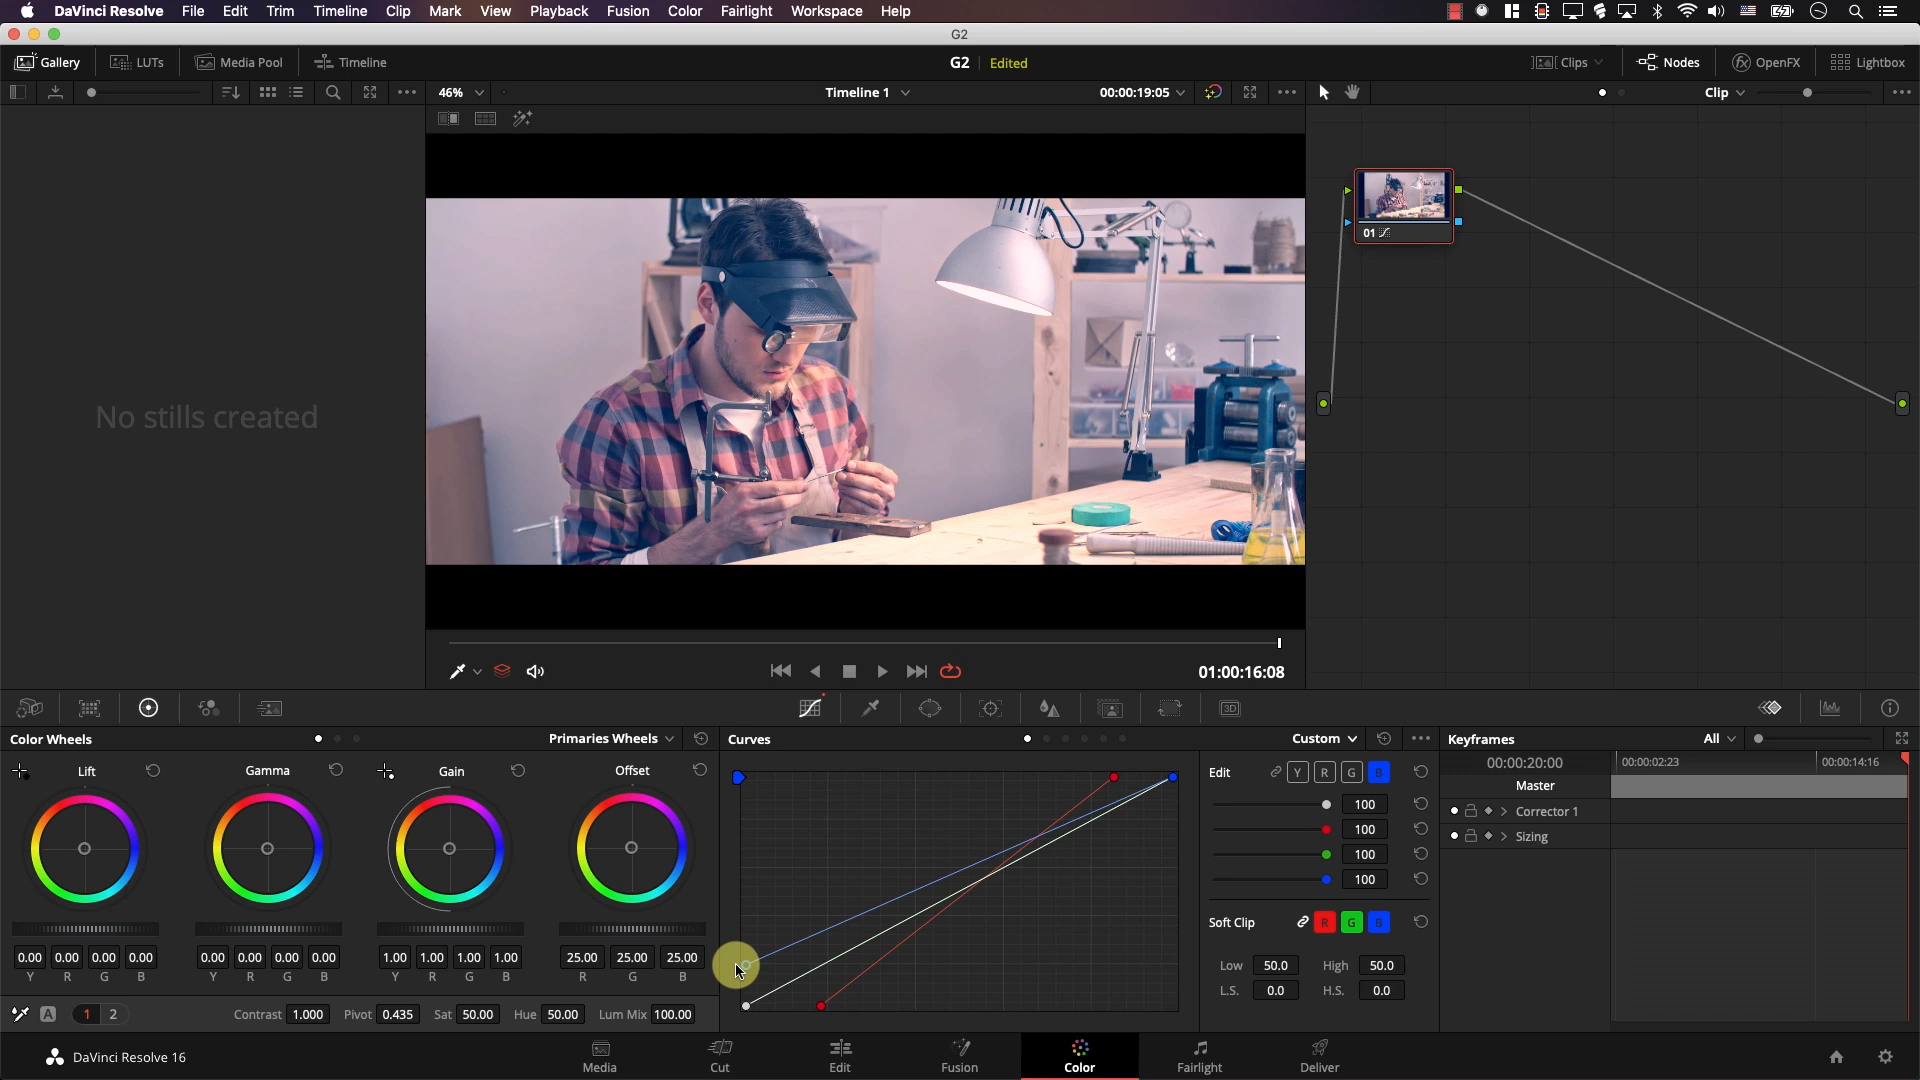 DaVinci Resolve File Edit Trim Timeline Clip Mark View Playback Fusion Color Fairlight Workspace Help
G2
Gallery LUTs Media Pool Timeline G2 Edited Clips Nodes OpenFX Lightbox
46% Timeline 1 00:00:19:05 Clip
01
No stills created
01:00:16:08
3D
Color Wheels Primaries Wheels Curves Custom Keyframes All
Lift Gamma Gain Offset
Edit Y R G B
100
100
100
100
Soft Clip R G B
Low 50.0 High 50.0
L.S. 0.0 H.S. 0.0
00:00:20:00 00:00:02:23 00:00:14:16
Master
Corrector 1
Sizing
0.00 0.00 0.00 0.00 0.00 0.00 0.00 0.00 1.00 1.00 1.00 1.00 25.00 25.00 25.00
Y R G B Y R G B Y R G B R G B
A 1 2 Contrast 1.000 Pivot 0.435 Sat 50.00 Hue 50.00 Lum Mix 100.00
DaVinci Resolve 16 Media Cut Edit Fusion Color Fairlight Deliver